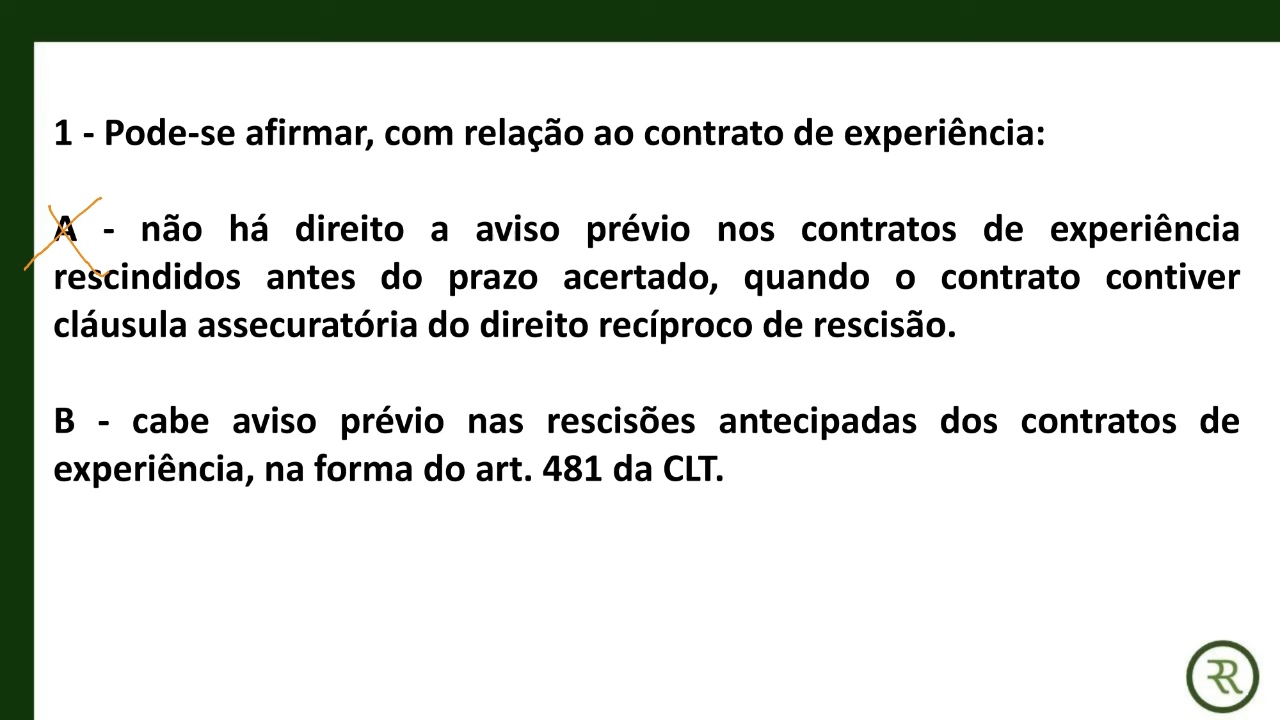 1 - Pode-se afirmar, com relação ao contrato de experiência:
A - não há direito a aviso prévio nos contratos de experiência
rescindidos antes do prazo acertado, quando o contrato contiver
cláusula assecuratória do direito recíproco de rescisão.
B - cabe aviso prévio nas rescisões antecipadas dos contratos de
experiência, na forma do art. 481 da CLT.
RR